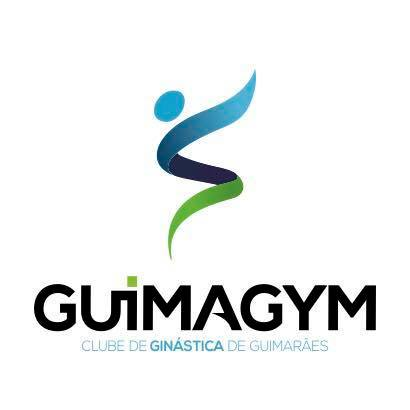 GUiMAGYM
CLUBE DE GINÁSTICA DE GUIMARÃES